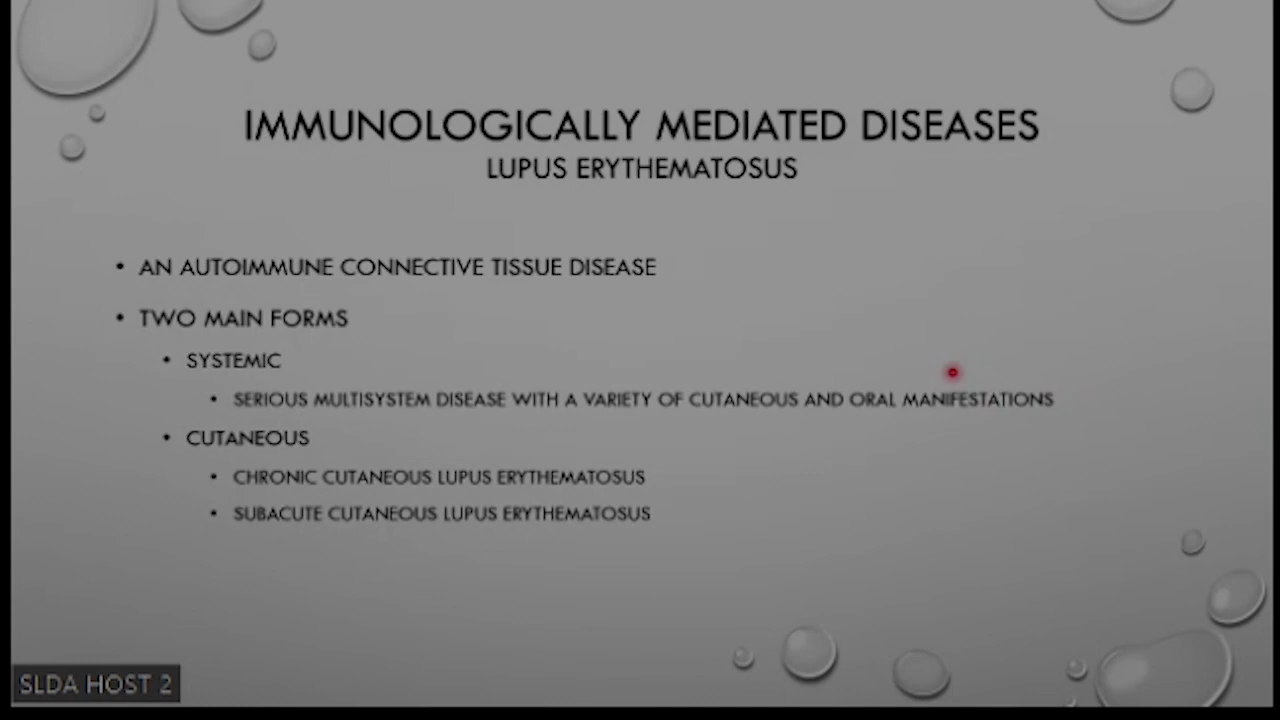 IMMUNOLOGICALLY MEDIATED DISEASES
LUPUS ERYTHEMATOSUS
• AN AUTOIMMUNE CONNECTIVE TISSUE DISEASE
• TWO MAIN FORMS
• SYSTEMIC
• SERIOUS MULTISYSTEM DISEASE WITH A VARIETY OF CUTANEOUS AND ORAL MANIFESTATIONS
• CUTANEOUS
• CHRONIC CUTANEOUS LUPUS ERYTHEMATOSUS
• SUBACUTE CUTANEOUS LUPUS ERYTHEMATOSUS
SLDA HOST 2